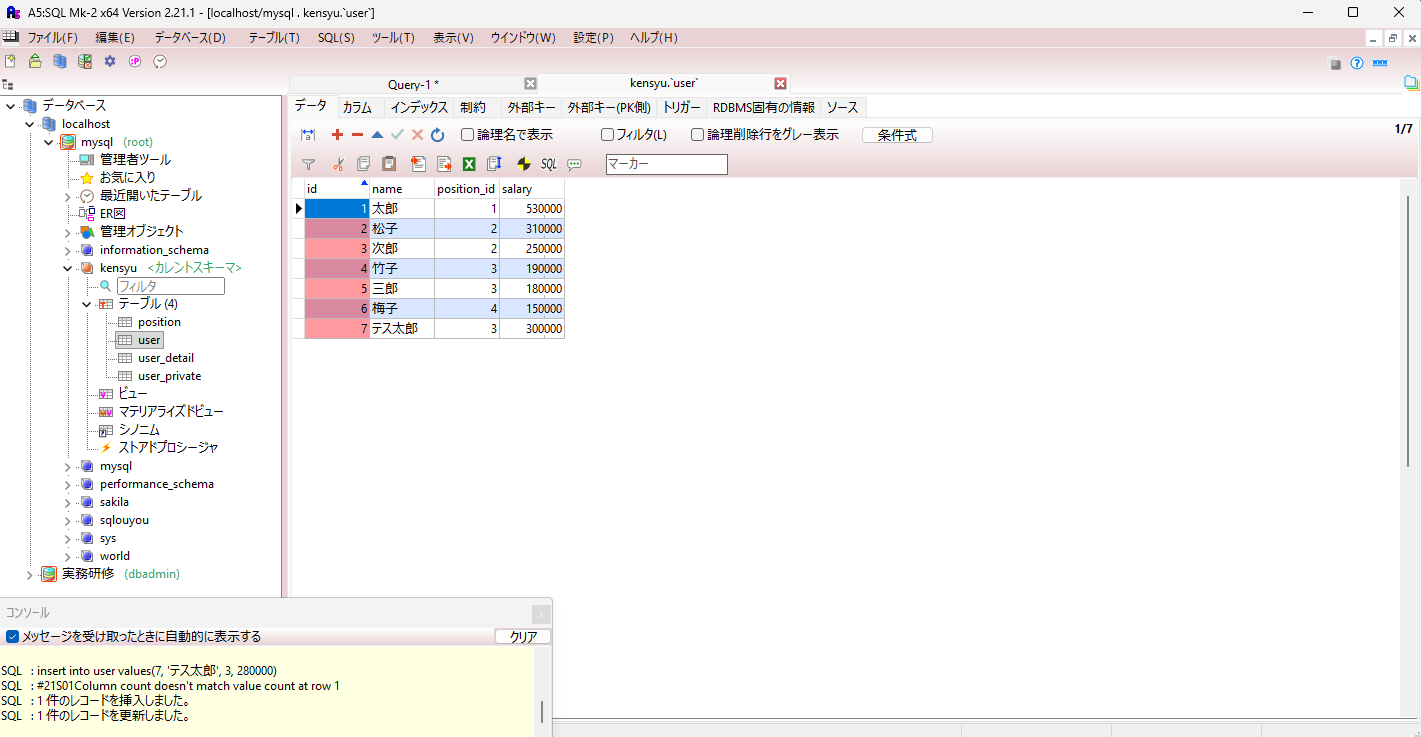 A5:SQL Mk-2 x64 Version 2.21.1 - [localhost/mysql . kensyu.`user`]
ファイル(F) 編集(E) データベース(D) テーブル(T) SQL(S) ツール(T) 表示(V) ウインドウ(W) 設定(P) ヘルプ(H)
Query-1 * kensyu.`user`
データベース
localhost
mysql (root)
管理者ツール
お気に入り
最近開いたテーブル
ER図
管理オブジェクト
information_schema
kensyu <カレントスキーマ>
フィルタ
テーブル (4)
position
user
user_detail
user_private
ビュー
マテリアライズドビュー
シノニム
ストアドプロシージャ
mysql
performance_schema
sakila
sqlouyou
sys
world
実務研修 (dbadmin)
データ カラム インデックス 制約 外部キー 外部キー(PK側) トリガー RDBMS固有の情報 ソース
論理名で表示 フィルタ(L) 論理削除行をグレー表示 条件式 1/7
SQL マーカー
id name position_id salary
1 太郎 1 530000
2 松子 2 310000
3 次郎 2 250000
4 竹子 3 190000
5 三郎 3 180000
6 梅子 4 150000
7 テス太郎 3 300000
コンソール
メッセージを受け取ったときに自動的に表示する クリア
SQL : insert into user values(7, 'テス太郎', 3, 280000)
SQL : #21S01Column count doesn't match value count at row 1
SQL : 1 件のレコードを挿入しました。
SQL : 1 件のレコードを更新しました。